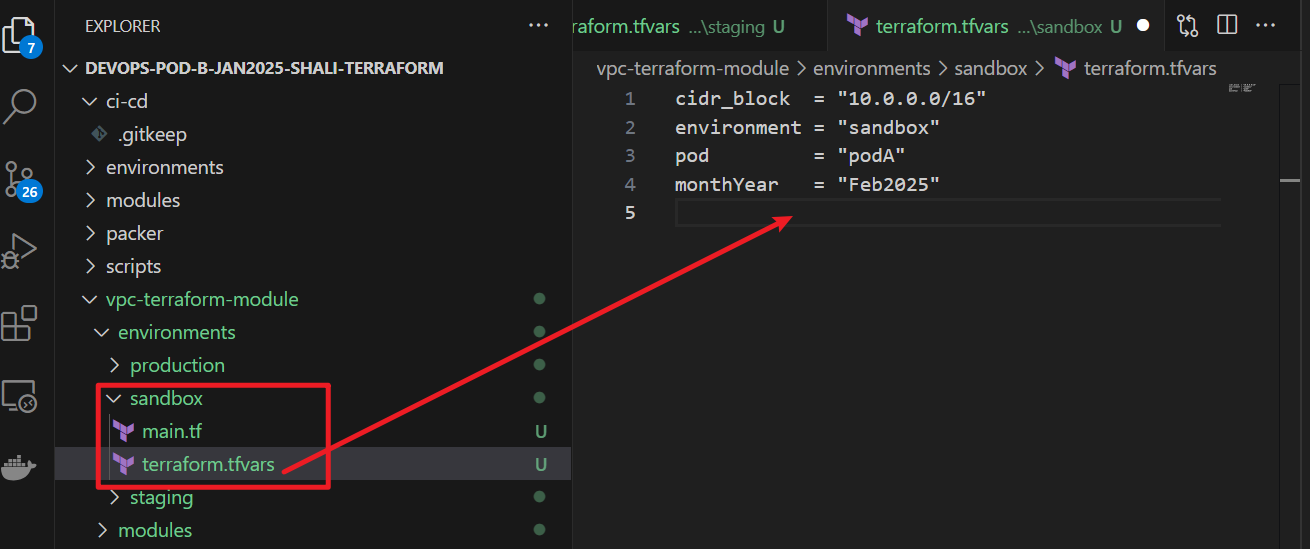 EXPLORER
7
DEVOPS-POD-B-JAN2025-SHALI-TERRAFORM
ci-cd
.gitkeep
environments
26
modules
packer
scripts
vpc-terraform-module
environments
production
sandbox
main.tf U
terraform.tfvars U
staging
modules
raform.tfvars ...\staging U
terraform.tfvars ...\sandbox U
vpc-terraform-module > environments > sandbox > terraform.tfvars
1 cidr_block = "10.0.0.0/16"
2 environment = "sandbox"
3 pod = "podA"
4 monthYear = "Feb2025"
5